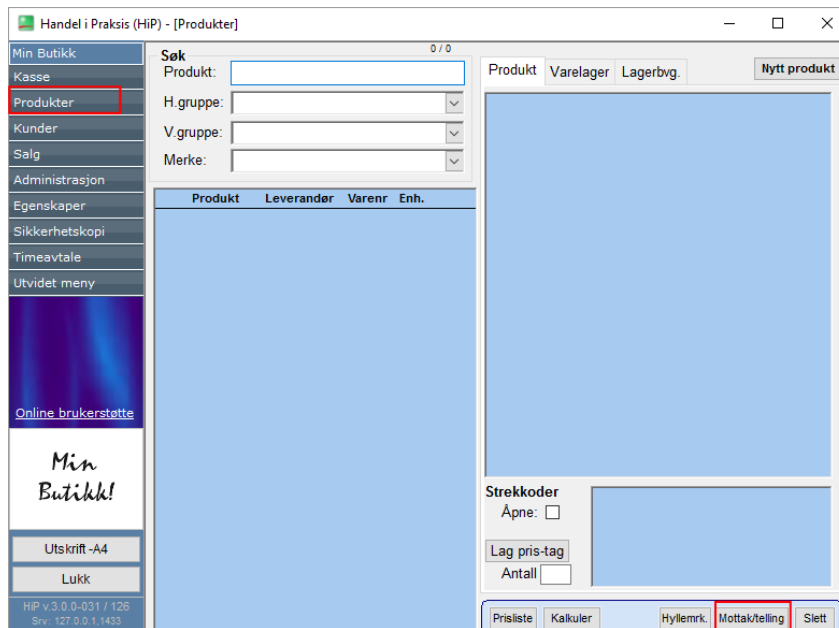 Handel i Praksis (HiP) - [Produkter]
Min Butikk
Kasse
Produkter
Kunder
Salg
Administrasjon
Egenskaper
Sikkerhetskopi
Timeavtale
Utvidet meny
Online brukerstøtte
Min
Butikk!
Utskrift -A4
Lukk
HiP v.3.0.0-031 / 126
Srv: 127.0.0.1,1433
Søk
0 / 0
Produkt:
H.gruppe:
V.gruppe:
Merke:
Produkt Leverandør Varenr Enh.
Produkt Varelager Lagerbvg. Nytt produkt
Strekkoder
Åpne:
Lag pris-tag
Antall
Prisliste Kalkuler Hyllemrk. Mottak/telling Slett